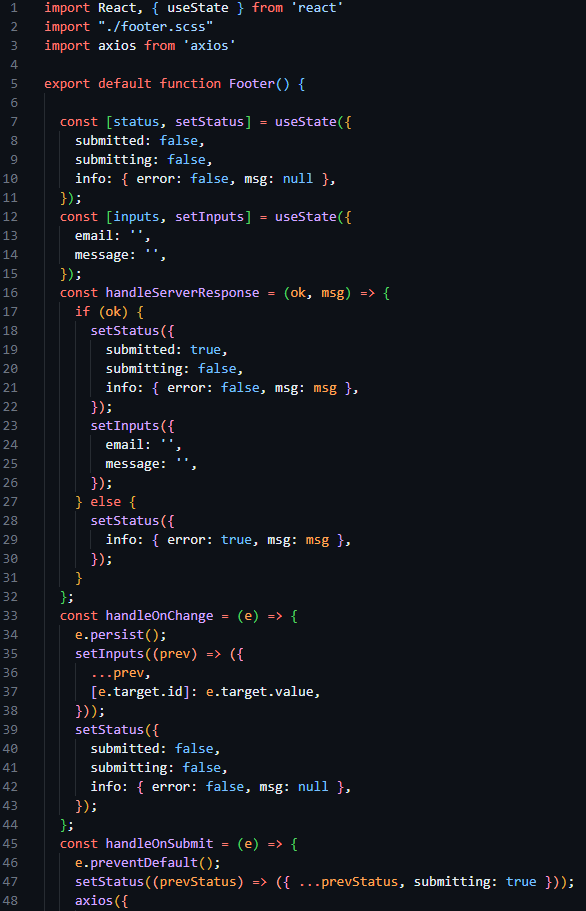 1 import React, { useState } from 'react'
2 import "./footer.scss"
3 import axios from 'axios'
4
5 export default function Footer() {
6
7   const [status, setStatus] = useState({
8     submitted: false,
9     submitting: false,
10     info: { error: false, msg: null },
11   });
12   const [inputs, setInputs] = useState({
13     email: '',
14     message: '',
15   });
16   const handleServerResponse = (ok, msg) => {
17     if (ok) {
18       setStatus({
19         submitted: true,
20         submitting: false,
21         info: { error: false, msg: msg },
22       });
23       setInputs({
24         email: '',
25         message: '',
26       });
27     } else {
28       setStatus({
29         info: { error: true, msg: msg },
30       });
31     }
32   };
33   const handleOnChange = (e) => {
34     e.persist();
35     setInputs((prev) => ({
36       ...prev,
37       [e.target.id]: e.target.value,
38     }));
39     setStatus({
40       submitted: false,
41       submitting: false,
42       info: { error: false, msg: null },
43     });
44   };
45   const handleOnSubmit = (e) => {
46     e.preventDefault();
47     setStatus((prevStatus) => ({ ...prevStatus, submitting: true }));
48     axios({